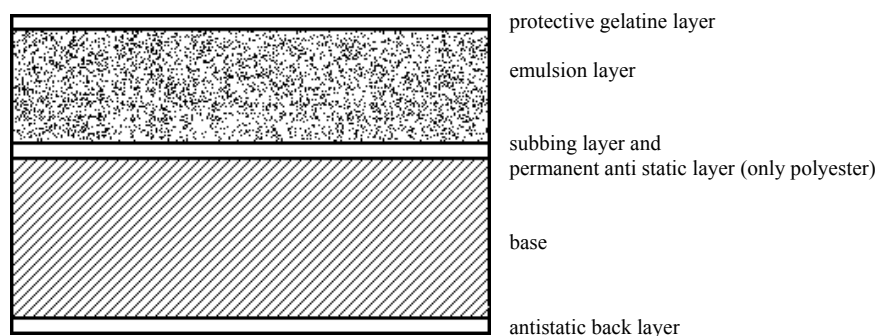 protective gelatine layer
emulsion layer
subbing layer and
permanent anti static layer (only polyester)
base
antistatic back layer